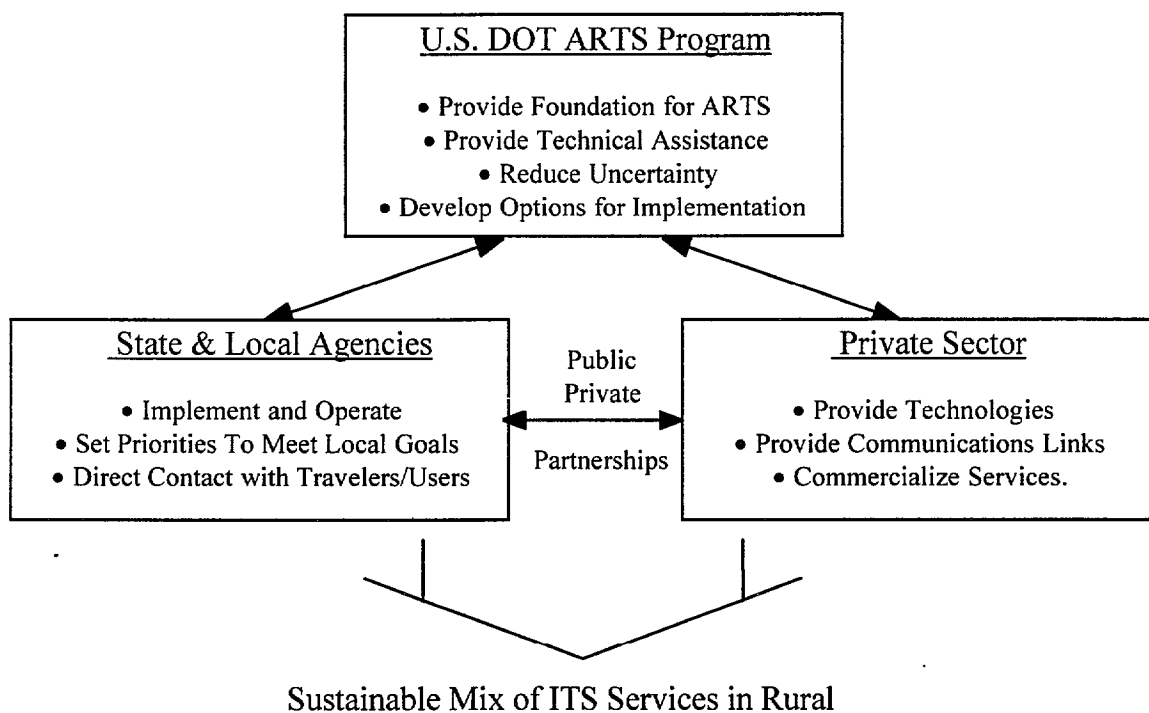 U.S. DOT ARTS Program
• Provide Foundation for ARTS
• Provide Technical Assistance
• Reduce Uncertainty
• Develop Options for Implementation
State & Local Agencies
• Implement and Operate
• Set Priorities To Meet Local Goals
• Direct Contact with Travelers/Users
Public
Private
Partnerships
Private Sector
• Provide Technologies
• Provide Communications Links
• Commercialize Services.
Sustainable Mix of ITS Services in Rural